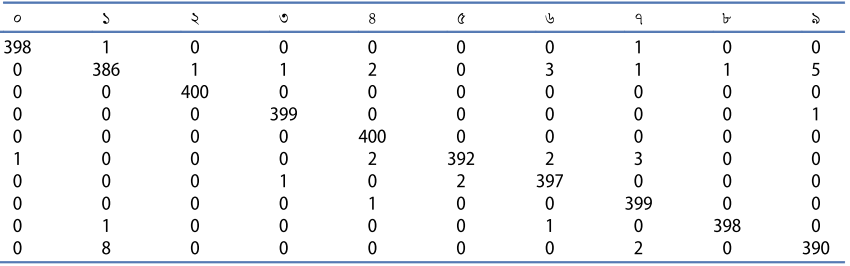 ০ ১ ২ ৩ ৪ ৫ ৬ ৭ ৮ ৯
398 1 0 0 0 0 0 1 0 0
0 386 1 1 2 0 3 1 1 5
0 0 400 0 0 0 0 0 0 0
0 0 0 399 0 0 0 0 0 1
0 0 0 0 400 0 0 0 0 0
1 0 0 0 2 392 2 3 0 0
0 0 0 1 0 2 397 0 0 0
0 0 0 0 1 0 0 399 0 0
0 1 0 0 0 0 1 0 398 0
0 8 0 0 0 0 0 2 0 390